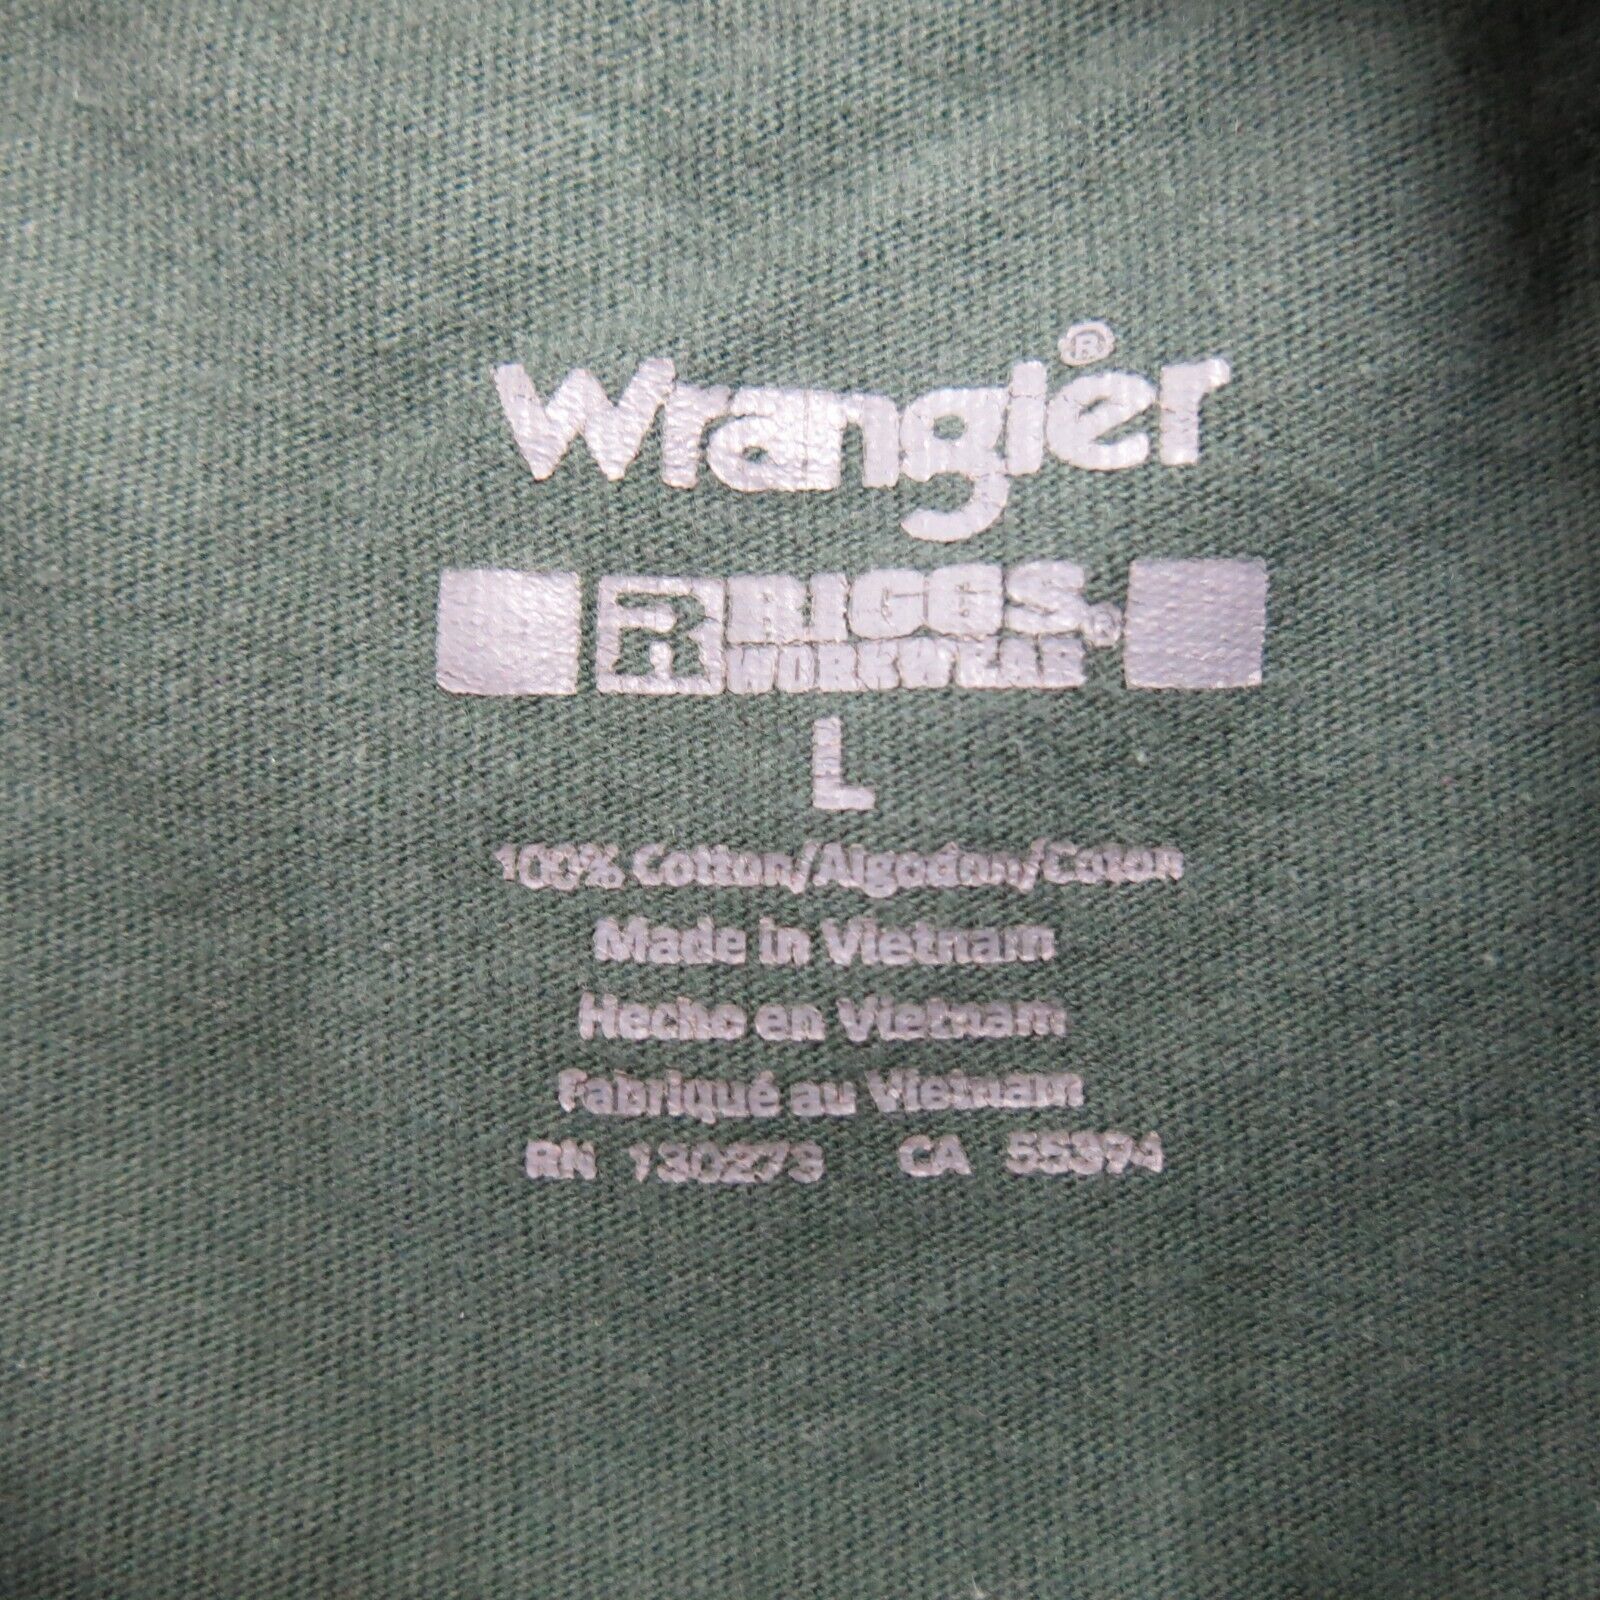 Wrangler®
R RIGGS®
WORKWEAR
L
100% Cotton/Algodon/Coton
Made in Vietnam
Hecho en Vietnam
Fabriqué au Vietnam
RN 130273 CA 55394